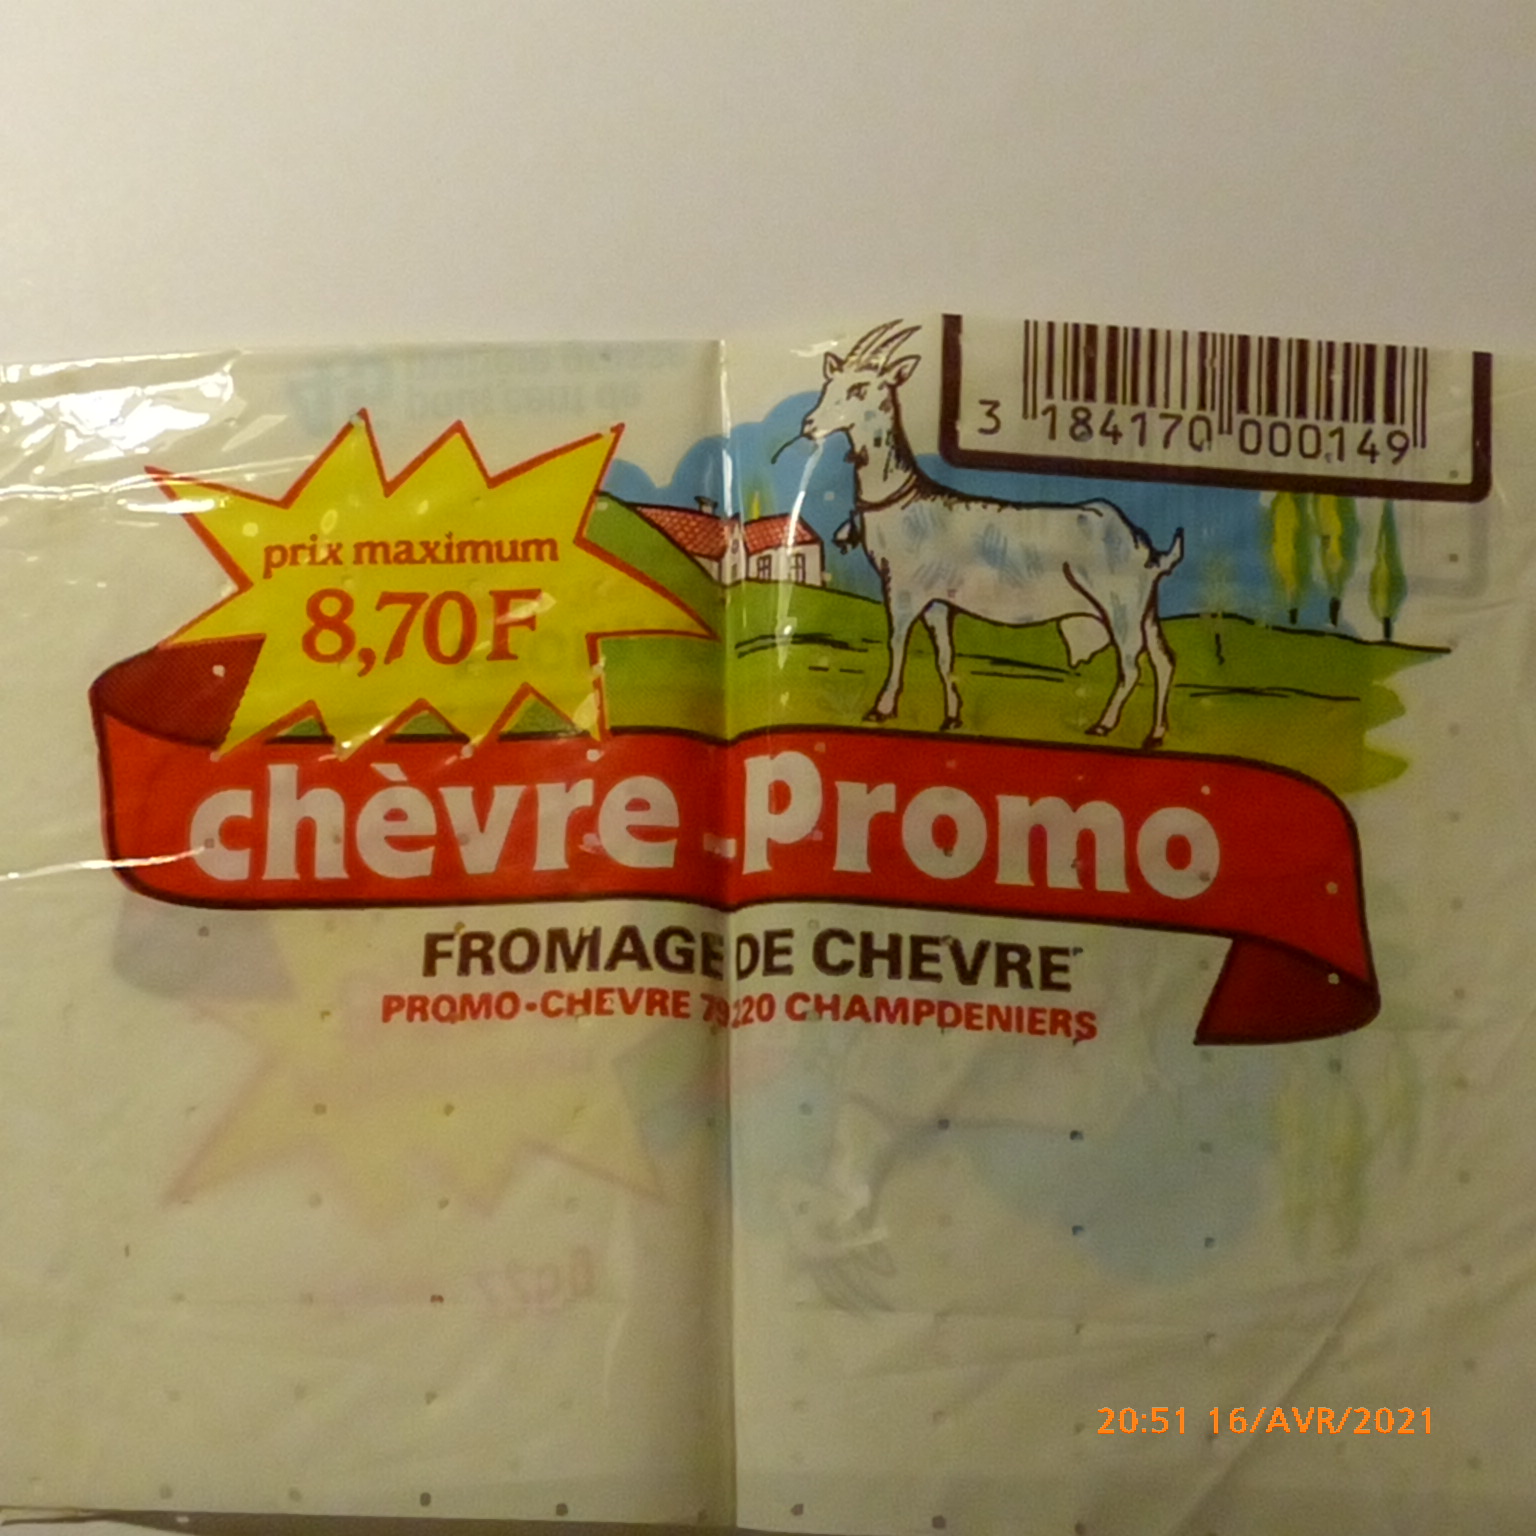 3 184170 000149
prix maximum
8,70F
chèvre-Promo
FROMAGE DE CHEVRE
PROMO-CHEVRE 79220 CHAMPDENIERS
20:51 16/AVR/2021